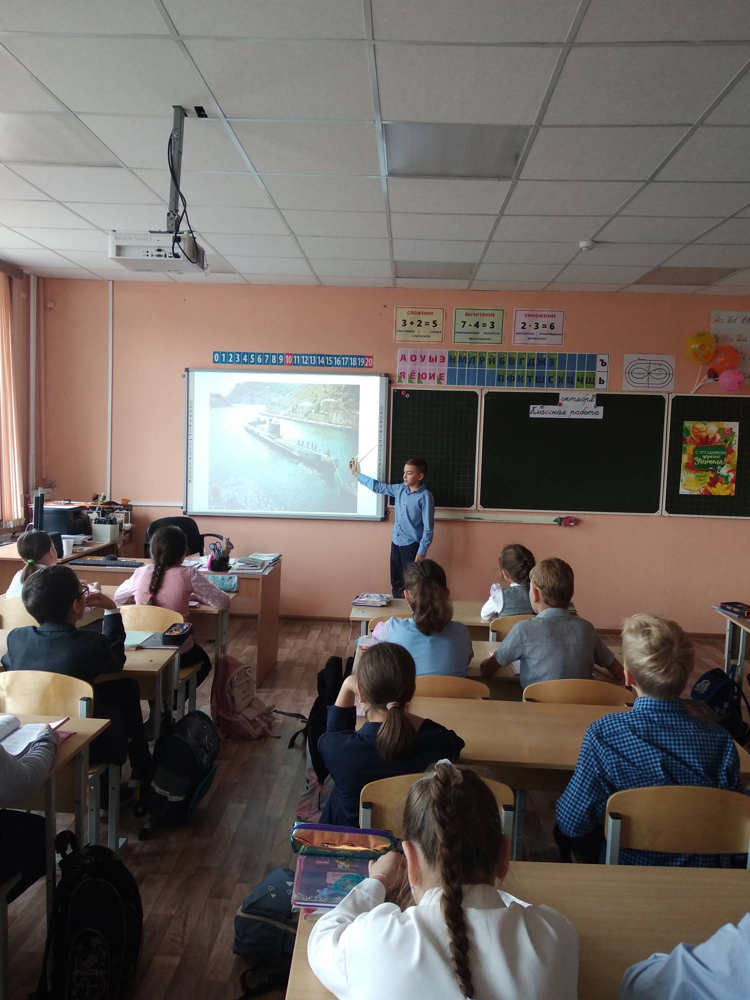 СЛОЖЕНИЕ
3 + 2 = 5
СЛАГАЕМОЕ СУММА
СЛАГАЕМОЕ
ВЫЧИТАНИЕ
7 - 4 = 3
УМЕНЬШАЕМОЕ РАЗНОСТЬ
ВЫЧИТАЕМОЕ
УМНОЖЕНИЕ
2 · 3 = 6
МНОЖИТЕЛЬ ПРОИЗВЕДЕНИЕ
МНОЖИТЕЛЬ
Аа Бб Вв
Ии Йй
0 1 2 3 4 5 6 7 8 9 10 11 12 13 14 15 16 17 18 19 20
А О У Ы Э Н М Л Р Й Б В Г Д Ж З Ъ
Я Ё Ю И Е П Ф К Т Ш С Х Ц Ч Щ Ь
октября
Классная работа
С ПРАЗДНИКОМ,
дорогие
Учителя!
RACING